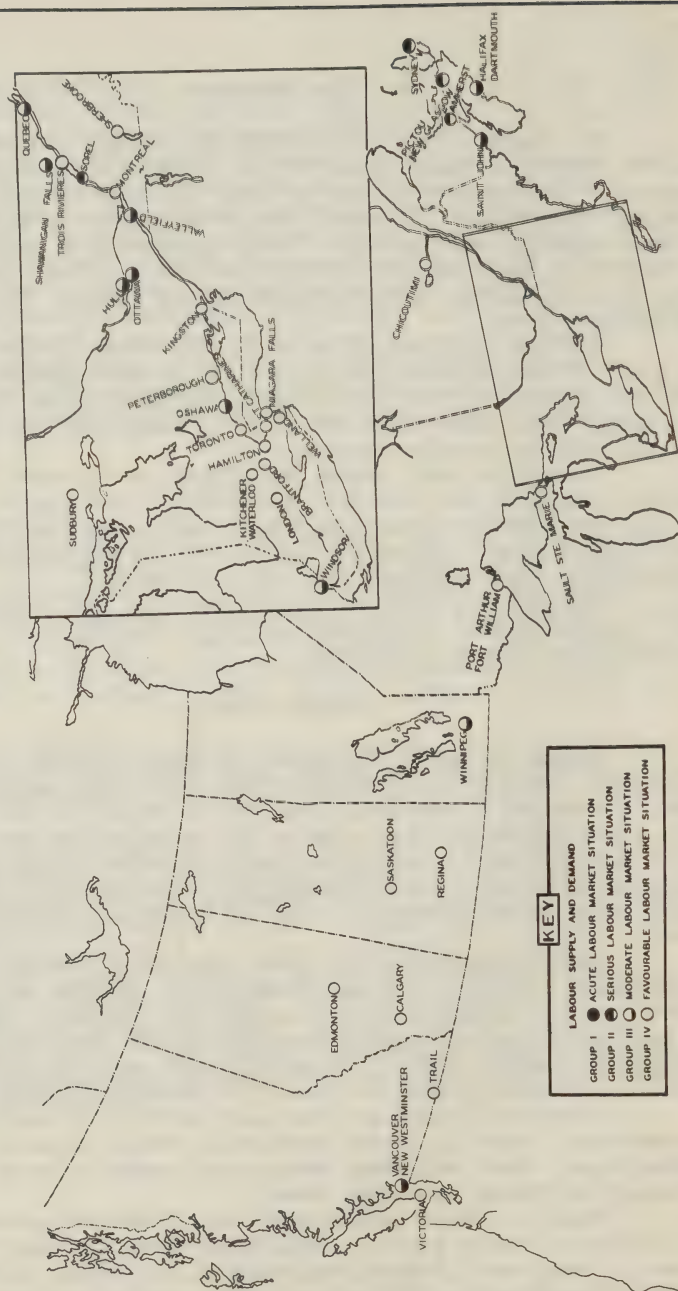 QUEBEC
SHERBROOKE
SHAWANIGAN FALLS
TROIS RIVIERES
SOREL
MONTREAL
VALLEYFIELD
HULL
OTTAWA
KINGSTON
PETERBOROUGH
OSHAWA
TORONTO
HAMILTON
ST. CATHARINES
NIAGARA FALLS
WELLAND
BRANTFORD
KITCHENER
WATERLOO
LONDON
WINDSOR
SUDBURY
SYDNEY
PICTOU
NEW GLASGOW
AMHERST
HALIFAX
DARTMOUTH
SAINT JOHN
CHICOUTIMI
SAULT STE MARIE
PORT ARTHUR
FORT WILLIAM
WINNIPEG
SASKATOON
REGINA
EDMONTON
CALGARY
TRAIL
VANCOUVER
NEW WESTMINSTER
VICTORIA
KEY
LABOUR SUPPLY AND DEMAND
GROUP I ACUTE LABOUR MARKET SITUATION
GROUP II SERIOUS LABOUR MARKET SITUATION
GROUP III MODERATE LABOUR MARKET SITUATION
GROUP IV FAVOURABLE LABOUR MARKET SITUATION